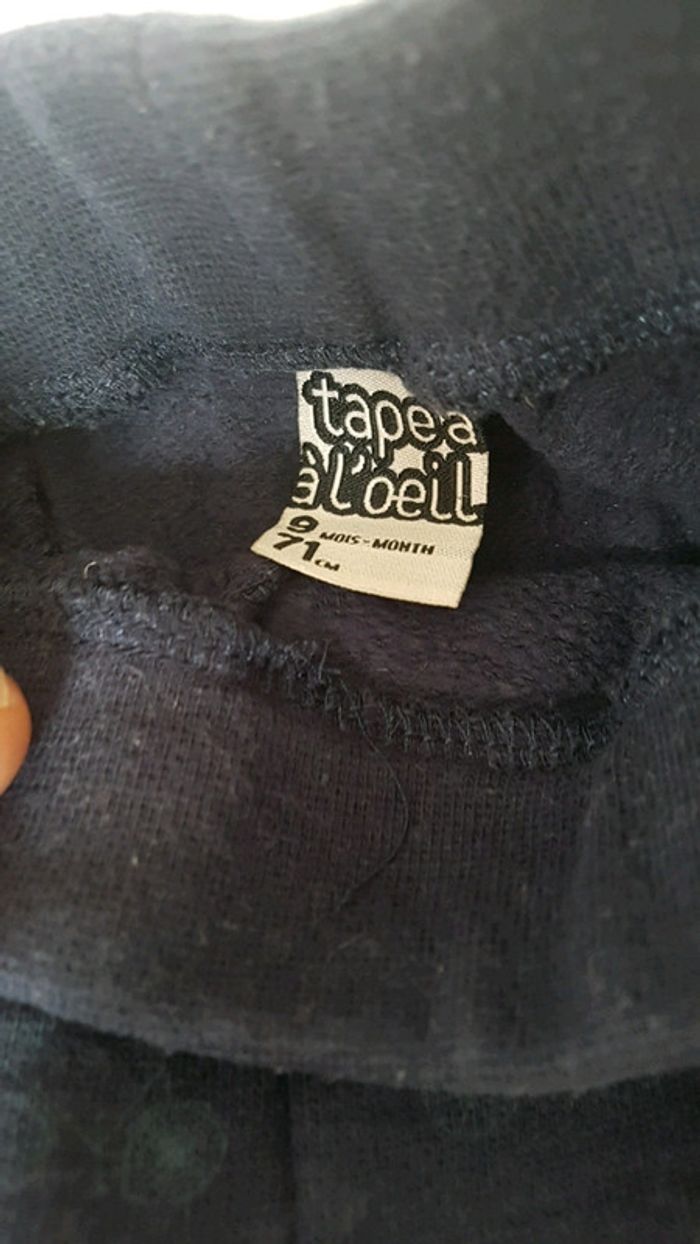 tape a
à l'oeil
9 MOIS-MONTH
71 CM